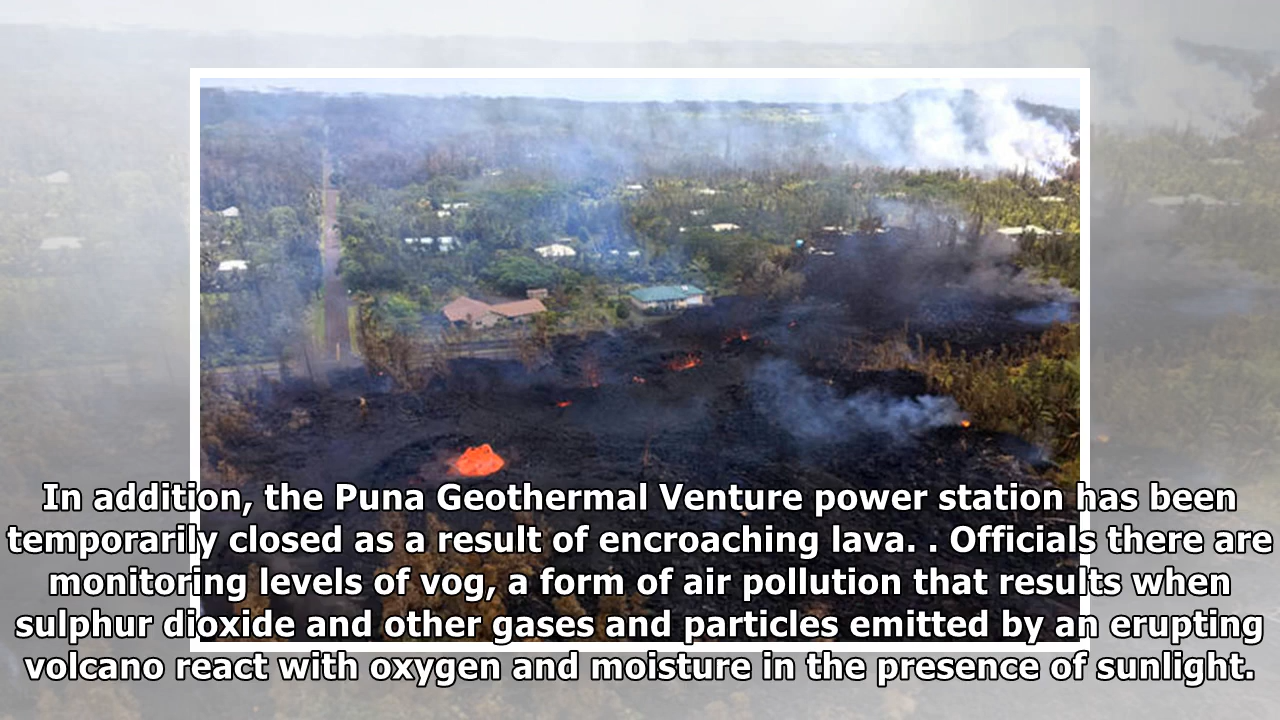 In addition, the Puna Geothermal Venture power station has been
temporarily closed as a result of encroaching lava. . Officials there are
monitoring levels of vog, a form of air pollution that results when
sulphur dioxide and other gases and particles emitted by an erupting
volcano react with oxygen and moisture in the presence of sunlight.